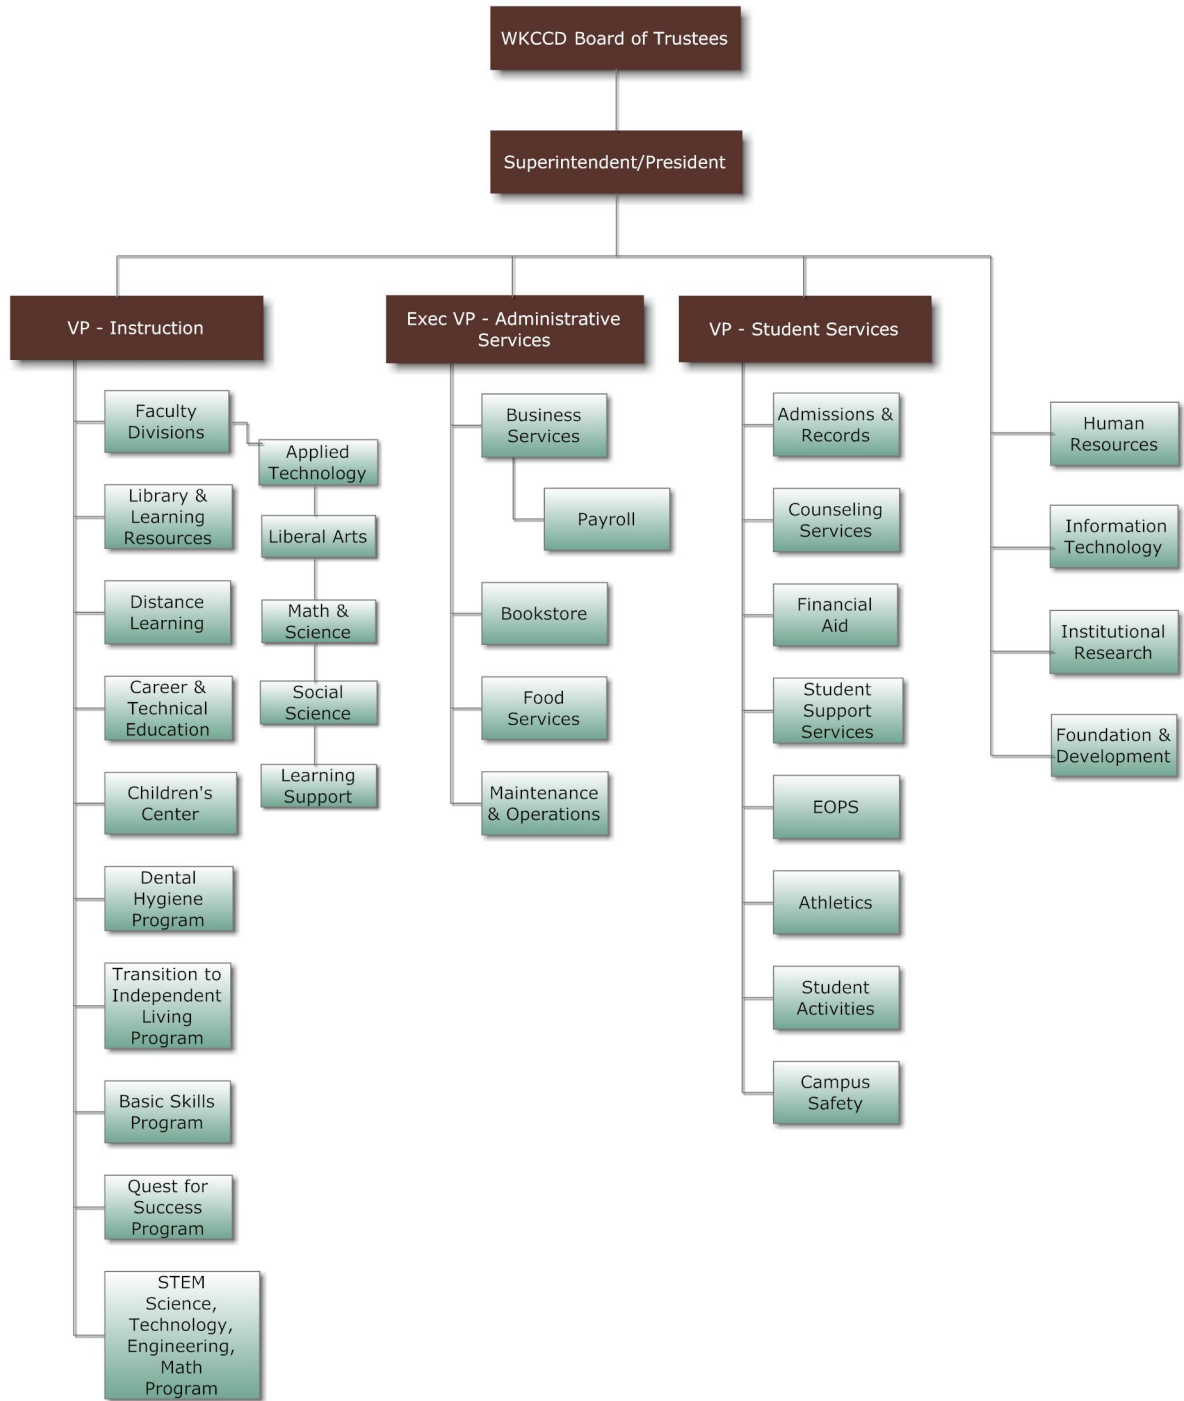 WKCCD Board of Trustees
Superintendent/President
VP - Instruction
Exec VP - Administrative
Services
VP - Student Services
Faculty
Divisions
Applied
Technology
Liberal Arts
Math &
Science
Social
Science
Learning
Support
Library &
Learning
Resources
Distance
Learning
Career &
Technical
Education
Children's
Center
Dental
Hygiene
Program
Transition to
Independent
Living
Program
Basic Skills
Program
Quest for
Success
Program
STEM
Science,
Technology,
Engineering,
Math
Program
Business
Services
Payroll
Bookstore
Food
Services
Maintenance
& Operations
Admissions &
Records
Counseling
Services
Financial
Aid
Student
Support
Services
EOPS
Athletics
Student
Activities
Campus
Safety
Human
Resources
Information
Technology
Institutional
Research
Foundation &
Development